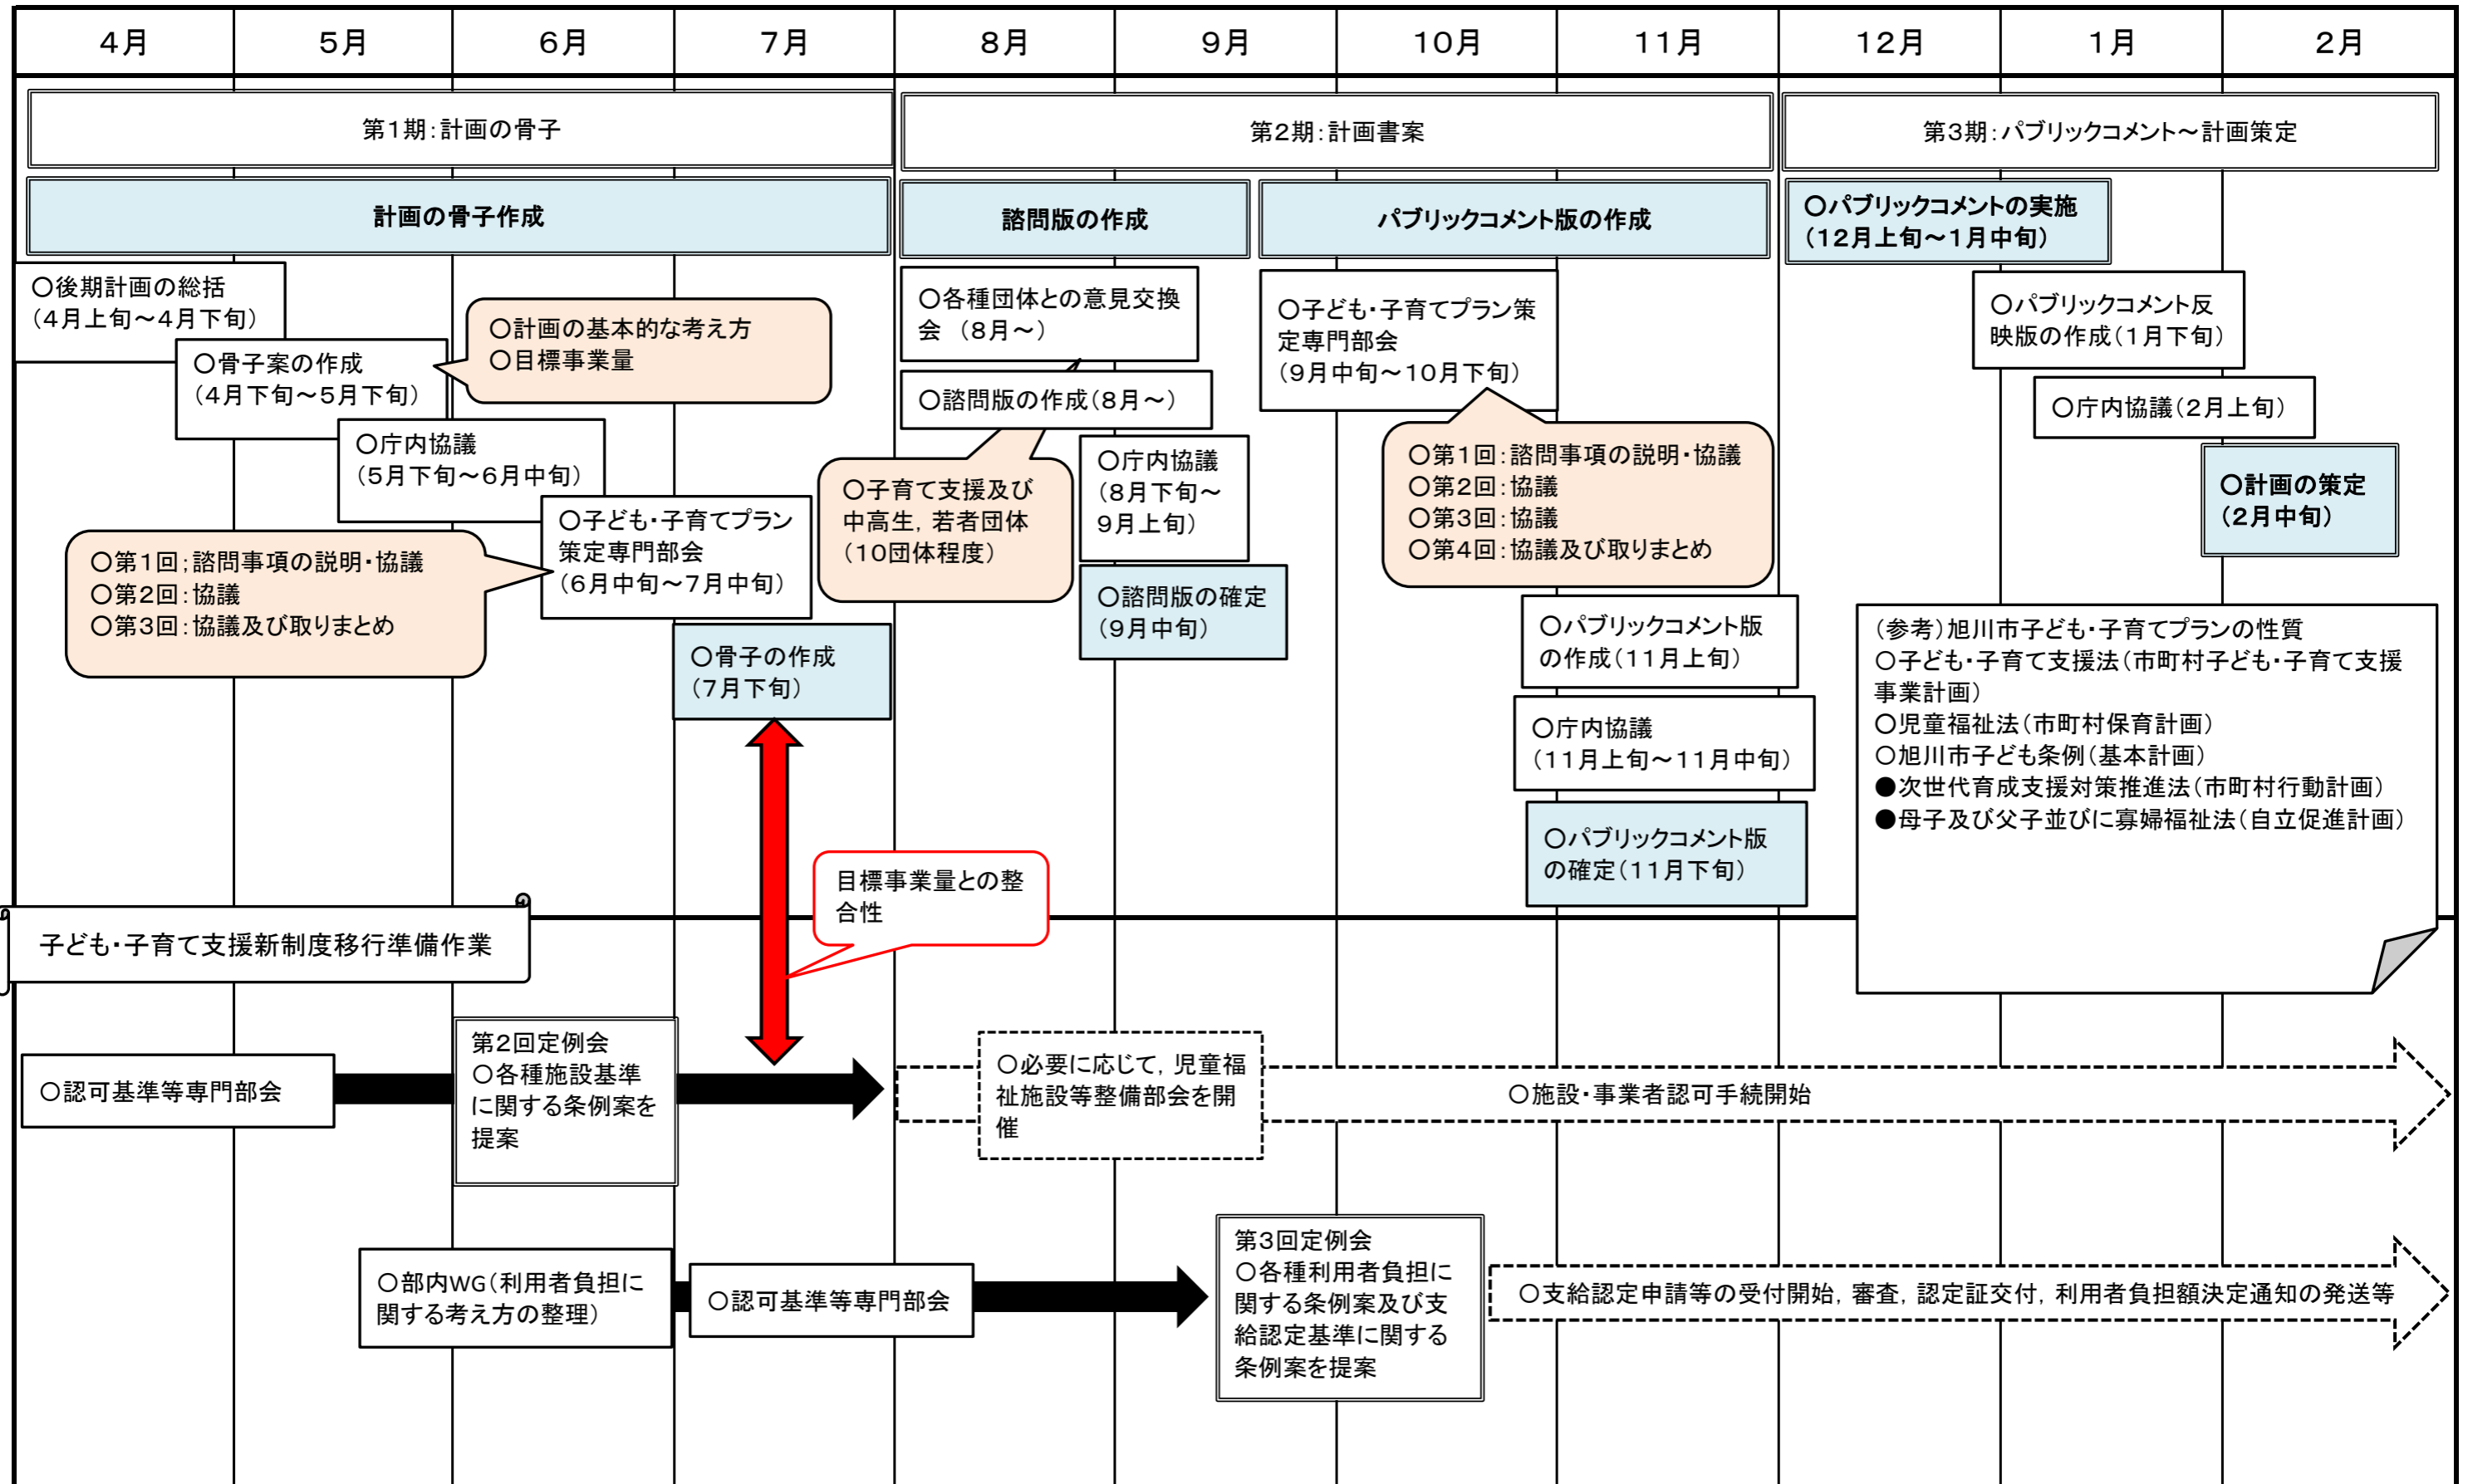 ４月 ５月 ６月 ７月 ８月 ９月 １０月 １１月 １２月 １月 ２月
第１期：計画の骨子
第２期：計画書案
第３期：パブリックコメント～計画策定
計画の骨子作成
諮問版の作成
パブリックコメント版の作成
○パブリックコメントの実施
（１２月上旬～１月中旬）
○後期計画の総括
（４月上旬～４月下旬）
○骨子案の作成
（４月下旬～５月下旬）
○計画の基本的な考え方
○目標事業量
○庁内協議
（５月下旬～６月中旬）
○子ども・子育てプラン
策定専門部会
（６月中旬～７月中旬）
○第１回；諮問事項の説明・協議
○第２回：協議
○第３回：協議及び取りまとめ
○骨子の作成
（７月下旬）
○各種団体との意見交換
会　（８月～）
○諮問版の作成（８月～）
○子育て支援及び
中高生，若者団体
（１０団体程度）
○庁内協議
（８月下旬～
９月上旬）
○諮問版の確定
（９月中旬）
○子ども・子育てプラン策
定専門部会
（９月中旬～１０月下旬）
○第１回：諮問事項の説明・協議
○第２回：協議
○第３回：協議
○第４回：協議及び取りまとめ
○パブリックコメント版
の作成（１１月上旬）
○庁内協議
（１１月上旬～１１月中旬）
○パブリックコメント版
の確定（１１月下旬）
○パブリックコメント反
映版の作成（１月下旬）
○庁内協議（２月上旬）
○計画の策定
（２月中旬）
（参考）旭川市子ども・子育てプランの性質
○子ども・子育て支援法（市町村子ども・子育て支援
事業計画）
○児童福祉法（市町村保育計画）
○旭川市子ども条例（基本計画）
●次世代育成支援対策推進法（市町村行動計画）
●母子及び父子並びに寡婦福祉法（自立促進計画）
目標事業量との整
合性
子ども・子育て支援新制度移行準備作業
○認可基準等専門部会
第２回定例会
○各種施設基準
に関する条例案を
提案
○必要に応じて，児童福
祉施設等整備部会を開
催
○施設・事業者認可手続開始
○部内WG（利用者負担に
関する考え方の整理）
○認可基準等専門部会
第３回定例会
○各種利用者負担に
関する条例案及び支
給認定基準に関する
条例案を提案
○支給認定申請等の受付開始，審査，認定証交付，利用者負担額決定通知の発送等